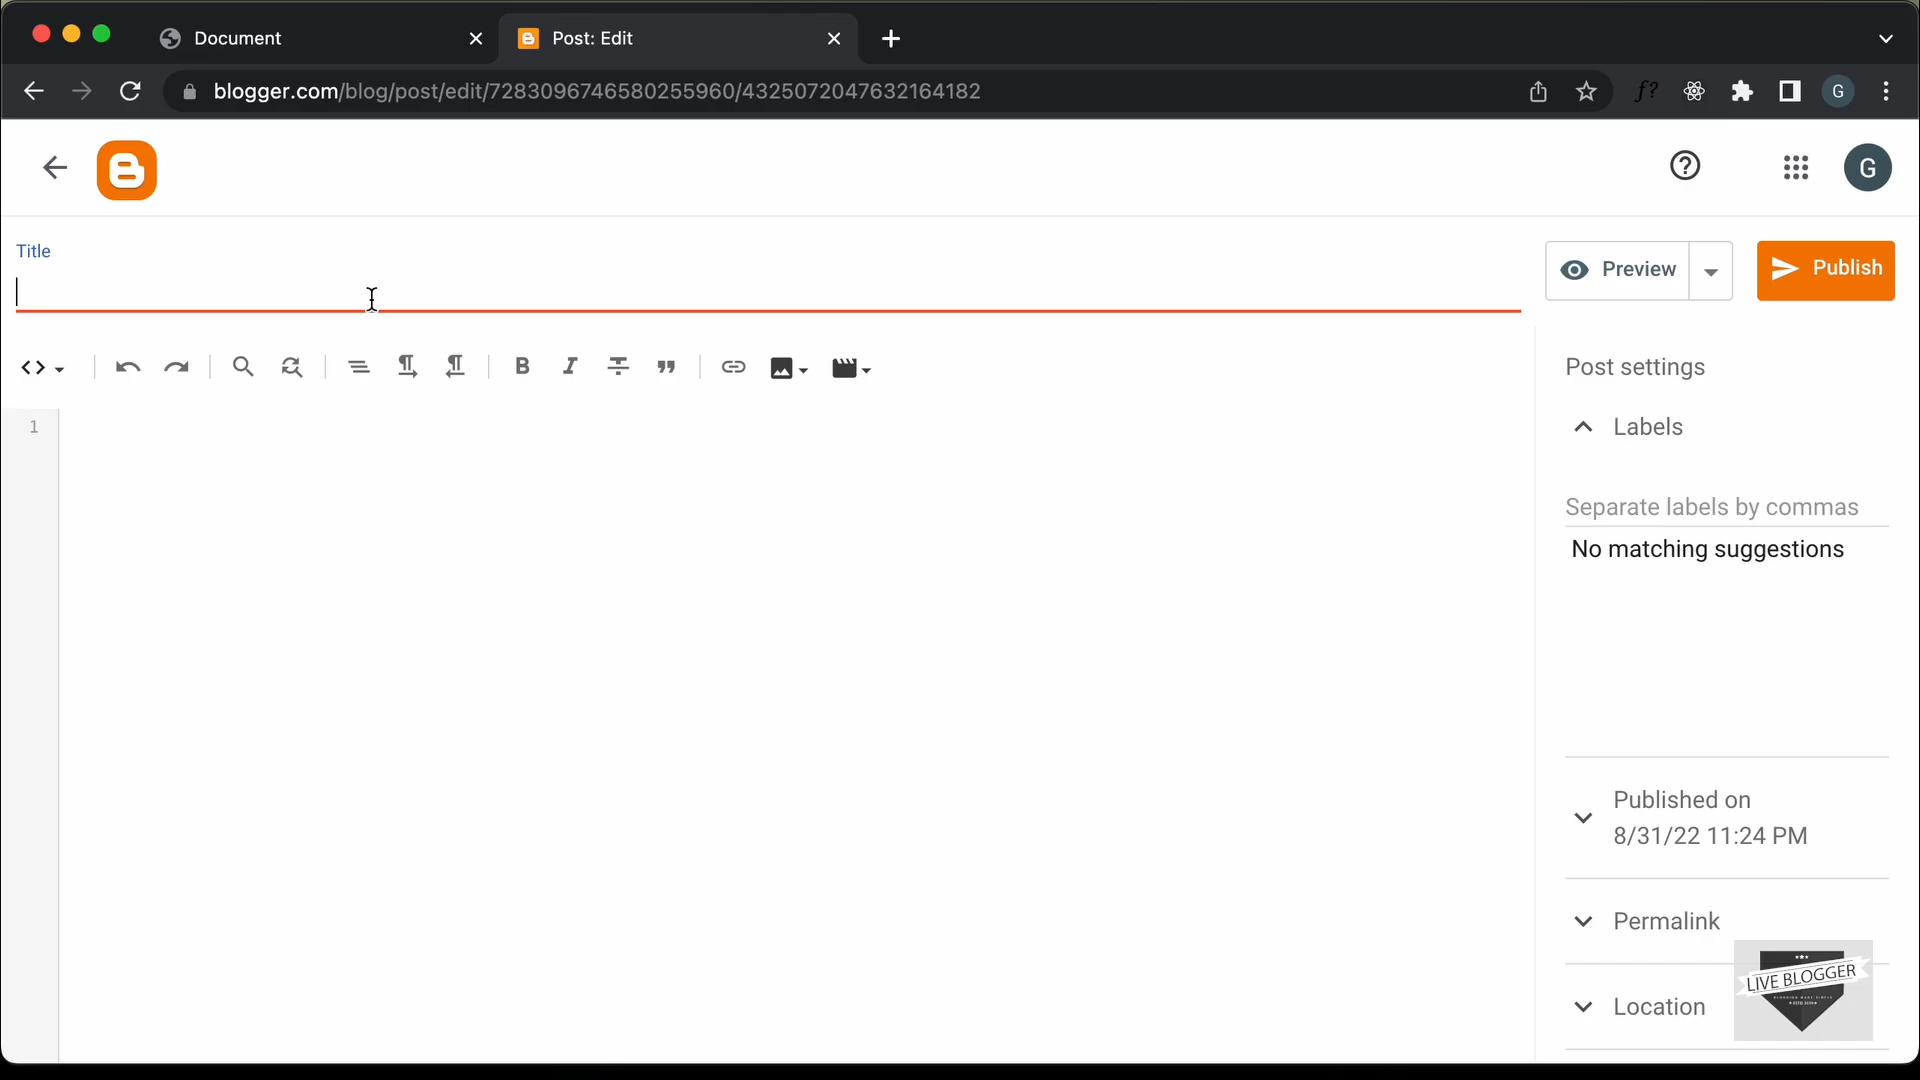 Document
Post: Edit
blogger.com/blog/post/edit/7283096746580255960/4325072047632164182
G
G
Title
Preview
Publish
B
Post settings
Labels
1
Separate labels by commas
No matching suggestions
Published on
8/31/22 11:24 PM
Permalink
LIVE BLOGGER
Location